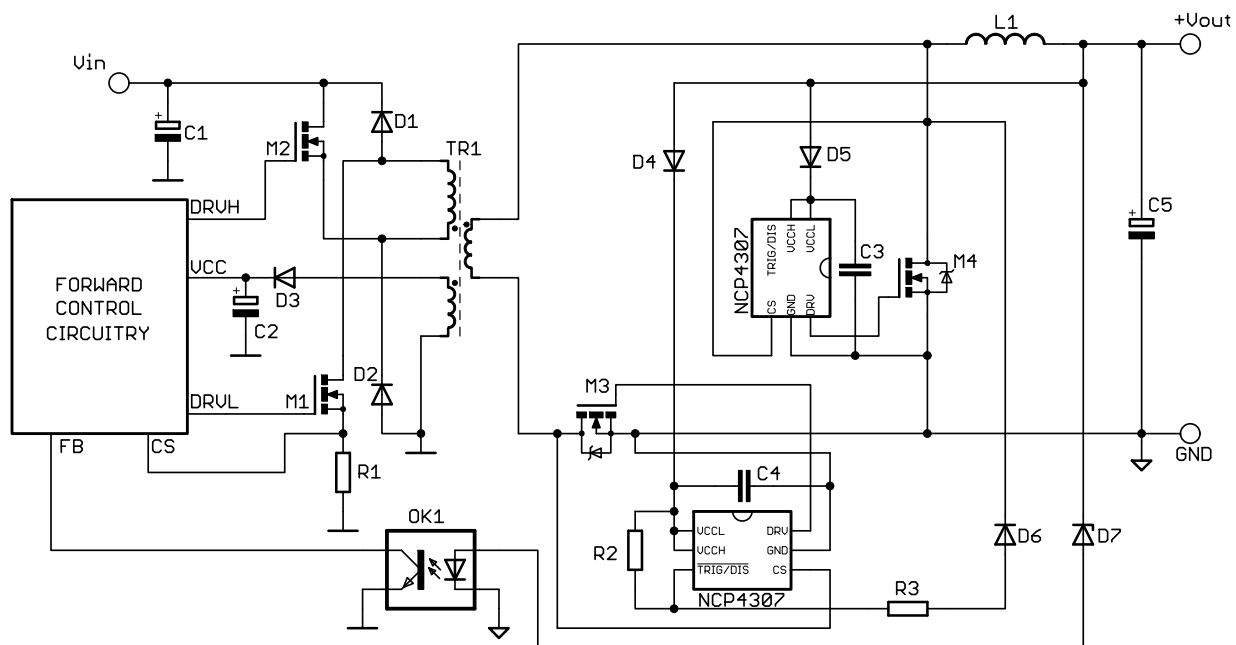 L1
+Vout
Vin
+
C1
M2
D1
TR1
D4
D5
DRVH
NCP4307
TRIG/DIS
VCCH
VCCL
CS
GND
DRV
C3
M4
+
C5
FORWARD
CONTROL
CIRCUITRY
VCC
D3
+
C2
D2
M1
DRVL
M3
FB
CS
GND
R1
C4
OK1
R2
VCCL
VCCH
TRIG/DIS
DRV
GND
CS
NCP4307
R3
D6
D7